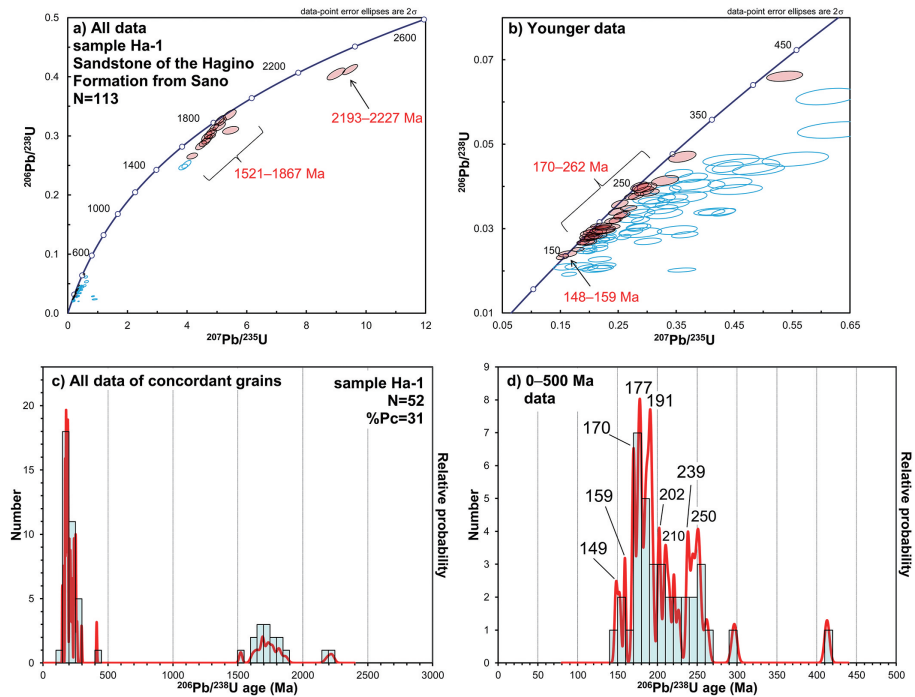 data-point error ellipses are 2σ
a) All data
sample Ha-1
Sandstone of the Hagino
Formation from Sano
N=113
0.5
0.4
0.3
0.2
0.1
0.0
²⁰⁶Pb/²³⁸U
2600
2200
1800
1400
1000
600
2193–2227 Ma
1521–1867 Ma
0 2 4 6 8 10 12
²⁰⁷Pb/²³⁵U
data-point error ellipses are 2σ
b) Younger data
0.07
0.05
0.03
0.01
²⁰⁶Pb/²³⁸U
450
350
250
150
170–262 Ma
148–159 Ma
0.05 0.15 0.25 0.35 0.45 0.55 0.65
²⁰⁷Pb/²³⁵U
c) All data of concordant grains
sample Ha-1
N=52
%Pc=31
20
15
10
5
0
Number
Relative probability
0 500 1000 1500 2000 2500 3000
²⁰⁶Pb/²³⁸U age (Ma)
d) 0–500 Ma
data
9
8
7
6
5
4
3
2
1
0
Number
Relative probability
177
191
170
159
149
239
202
210
250
0 50 100 150 200 250 300 350 400 450 500
²⁰⁶Pb/²³⁸U age (Ma)